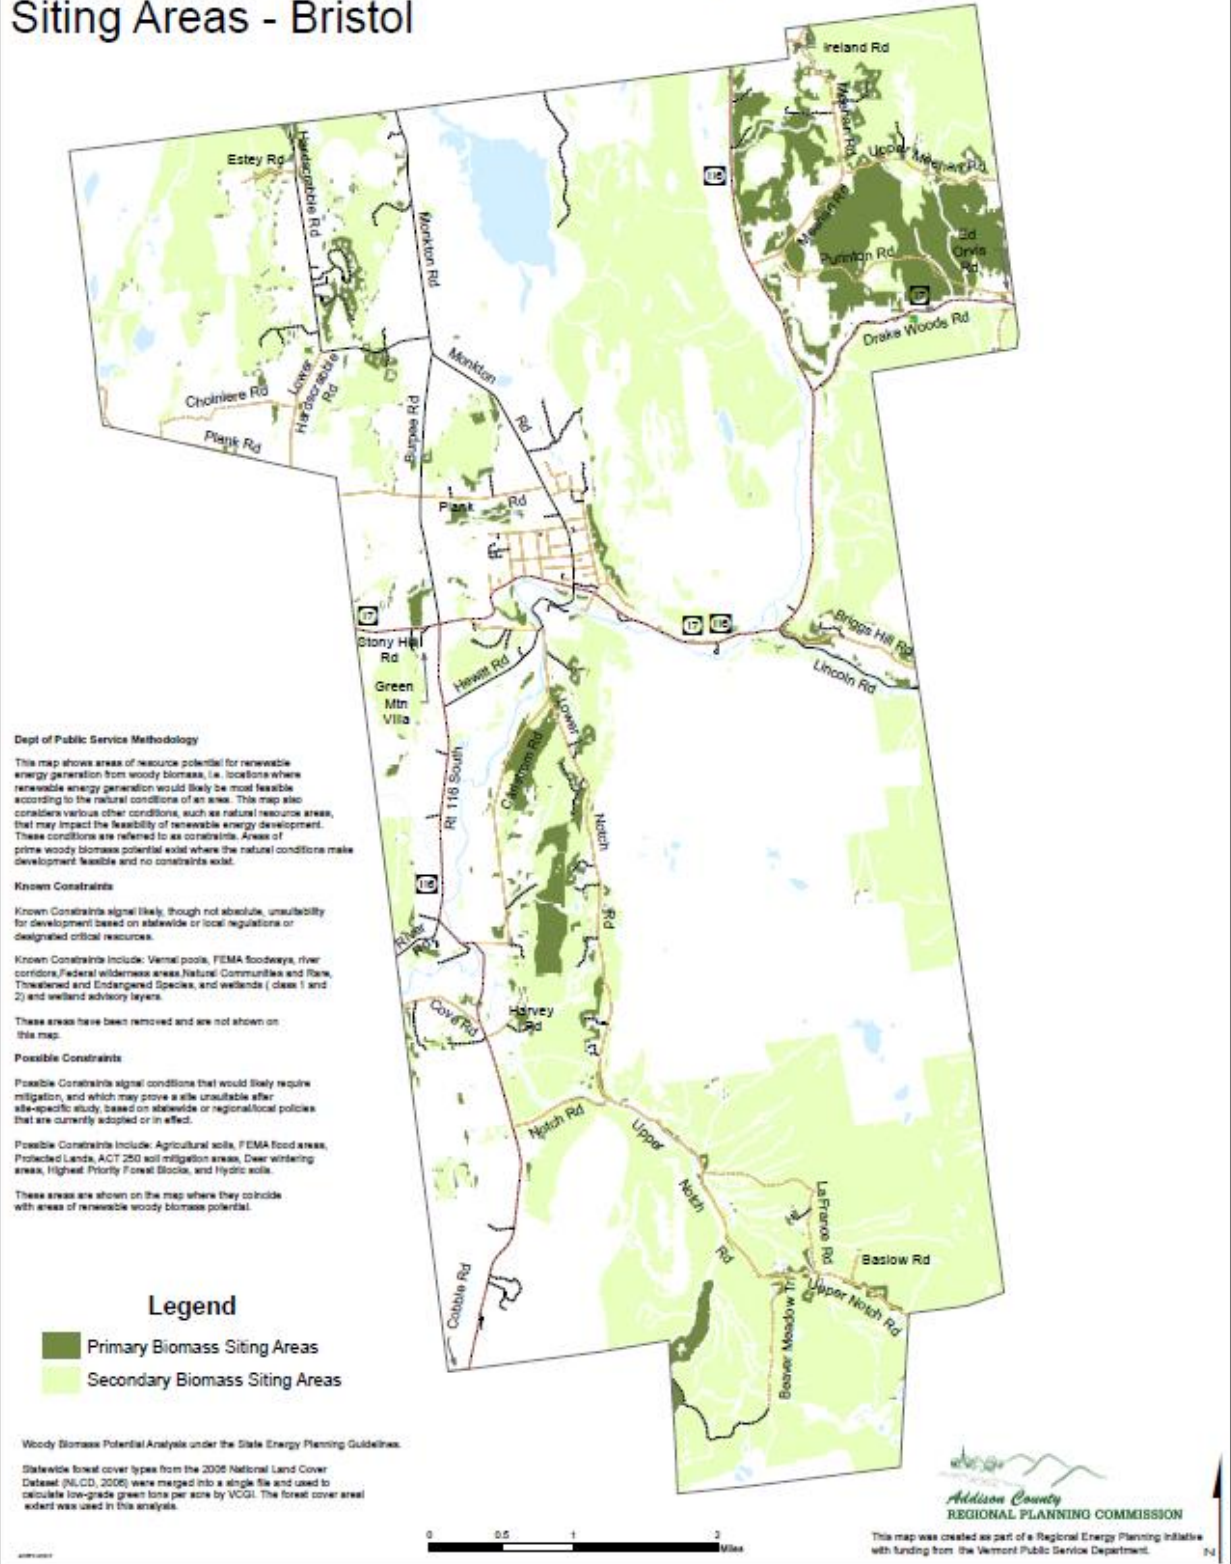 Siting Areas - Bristol
Ireland Rd
Meehan Rd
Upper Meehan Rd
116
Meehan Rd
Purinton Rd
Ed
Orvis
Rd
17
Drake Woods Rd
Estey Rd
Hardscrabble Rd
Monkton Rd
Monkton
Rd
Lower
Hardscrabble
Rd
Cholniere Rd
Plank Rd
Burpee Rd
Plank
Rd
17
17
116
Stony Hill
Rd
Green
Mtn
Villa
Hewitt Rd
Briggs Hill Rd
Lincoln Rd
Lower
Notch
Rd
Carlstrom Rd
Rt 116 South
116
River
Rd
Cove Rd
Harvey
Rd
Notch Rd
Upper
Notch
Rd
LaFrance Rd
Baslow Rd
Upper Notch Rd
Beaver Meadow Trl
Cobble Rd
Dept of Public Service Methodology
This map shows areas of resource potential for renewable
energy generation from woody biomass, i.e. locations where
renewable energy generation would likely be most feasible
according to the natural conditions of an area. This map also
considers various other conditions, such as natural resource areas,
that may impact the feasibility of renewable energy development.
These conditions are referred to as constraints. Areas of
prime woody biomass potential exist where the natural conditions make
development feasible and no constraints exist.
Known Constraints
Known Constraints signal likely, though not absolute, unsuitability
for development based on statewide or local regulations or
designated critical resources.
Known Constraints include: Vernal pools, FEMA floodways, river
corridors,Federal wilderness areas,Natural Communities and Rare,
Threatened and Endangered Species, and wetlands ( class 1 and
2) and wetland advisory layers.
These areas have been removed and are not shown on
this map.
Possible Constraints
Possible Constraints signal conditions that would likely require
mitigation, and which may prove a site unsuitable after
site-specific study, based on statewide or regional/local policies
that are currently adopted or in effect.
Possible Constraints include: Agricultural soils, FEMA flood areas,
Protected Lands, ACT 250 soil mitigation areas, Deer wintering
areas, Highest Priority Forest Blocks, and Hydric soils.
These areas are shown on the map where they coincide
with areas of renewable woody biomass potential.
Legend
Primary Biomass Siting Areas
Secondary Biomass Siting Areas
Woody Biomass Potential Analysis under the State Energy Planning Guidelines.
Statewide forest cover types from the 2006 National Land Cover
Dataset (NLCD, 2006) were merged into a single file and used to
calculate low-grade green tons per acre by VCGI. The forest cover areal
extent was used in this analysis.
0 0.5 1 2
Miles
Addison County
REGIONAL PLANNING COMMISSION
This map was created as part of a Regional Energy Planning Initiative
with funding from the Vermont Public Service Department.
N